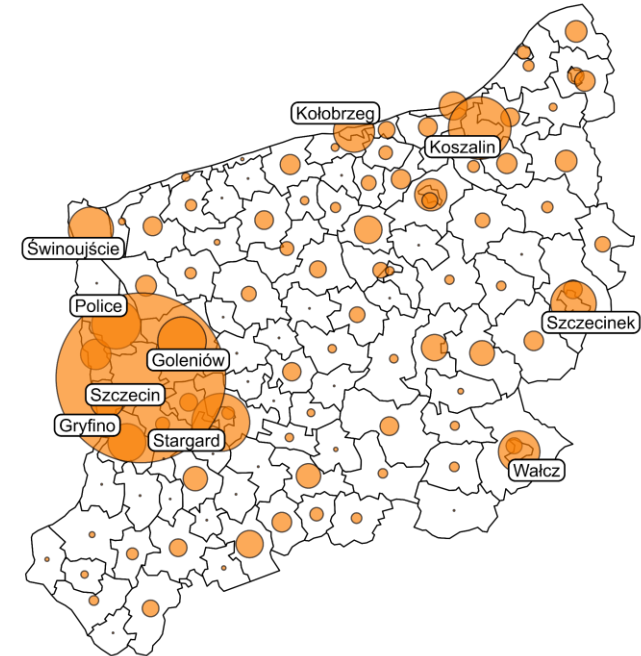 Kołobrzeg
Koszalin
Świnoujście
Police
Szczecinek
Goleniów
Szczecin
Gryfino
Stargard
Wałcz